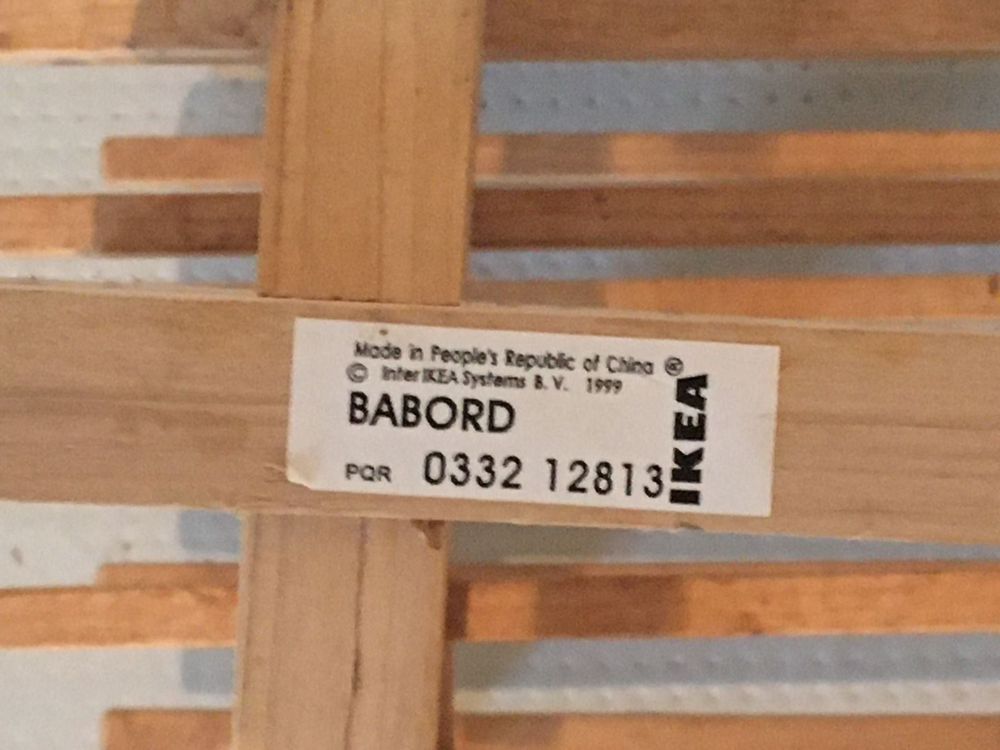 Made in People's Republic of China ®
© Inter IKEA Systems B. V. 1999
BABORD
PQR 0332 12813
IKEA